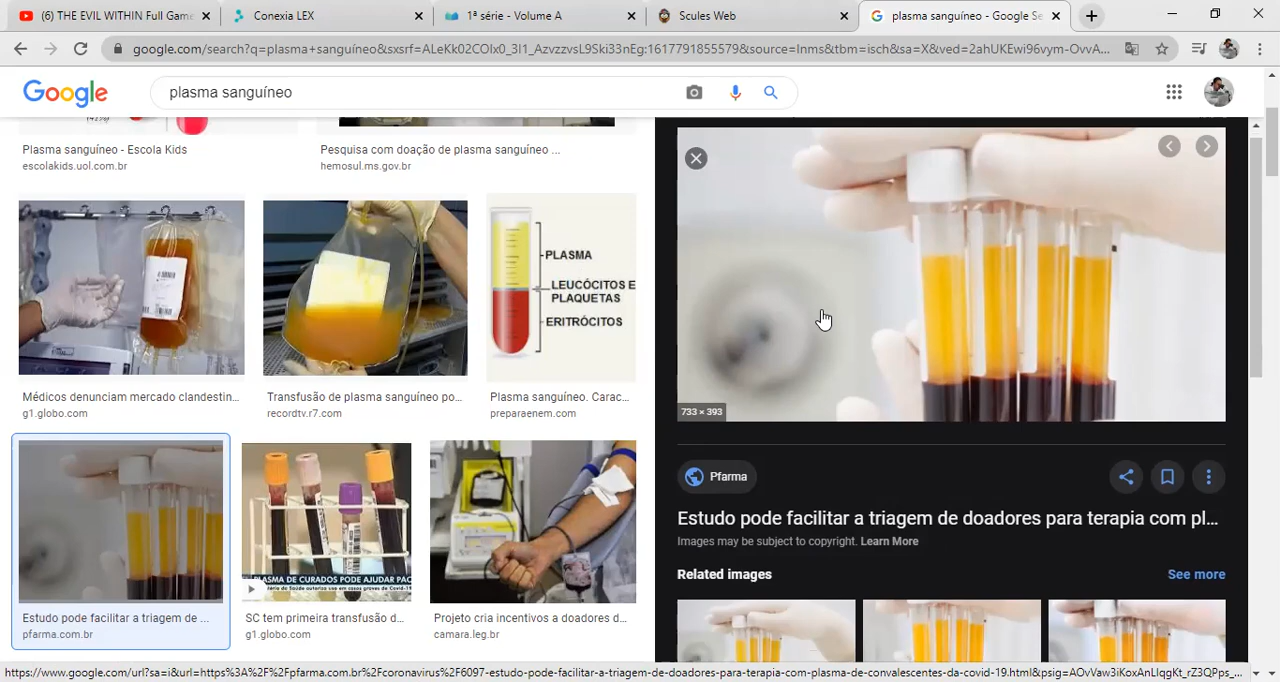 (6) THE EVIL WITHIN Full Game
Conexia LEX
1ª série - Volume A
Scules Web
plasma sanguíneo - Google Se
google.com/search?q=plasma+sanguíneo&sxsrf=ALeKk02COIx0_3I1_AzvzzvsL9Ski33nEg:1617791855579&source=lnms&tbm=isch&sa=X&ved=2ahUKEwi96vym-OvvA...
Google
plasma sanguíneo
Plasma sanguíneo - Escola Kids
escolakids.uol.com.br
Pesquisa com doação de plasma sanguíneo ...
hemosul.ms.gov.br
PLASMA
LEUCÓCITOS E
PLAQUETAS
ERITRÓCITOS
Médicos denunciam mercado clandestin...
g1.globo.com
Transfusão de plasma sanguíneo po...
recordtv.r7.com
Plasma sanguíneo. Carac...
preparaenem.com
733 × 393
Pfarma
Estudo pode facilitar a triagem de doadores para terapia com pl...
Images may be subject to copyright. Learn More
Related images
See more
PLASMA DE CURADOS PODE AJUDAR PAC
Estudo pode facilitar a triagem de ...
pfarma.com.br
SC tem primeira transfusão d...
g1.globo.com
Projeto cria incentivos a doadores d...
camara.leg.br
https://www.google.com/url?sa=i&url=https%3A%2F%2Fpfarma.com.br%2Fcoronavirus%2F6097-estudo-pode-facilitar-a-triagem-de-doadores-para-terapia-com-plasma-de-convalescentes-da-covid-19.html&psig=AOvVaw3iKoxAnLIqgKt_rZ3QPps_...